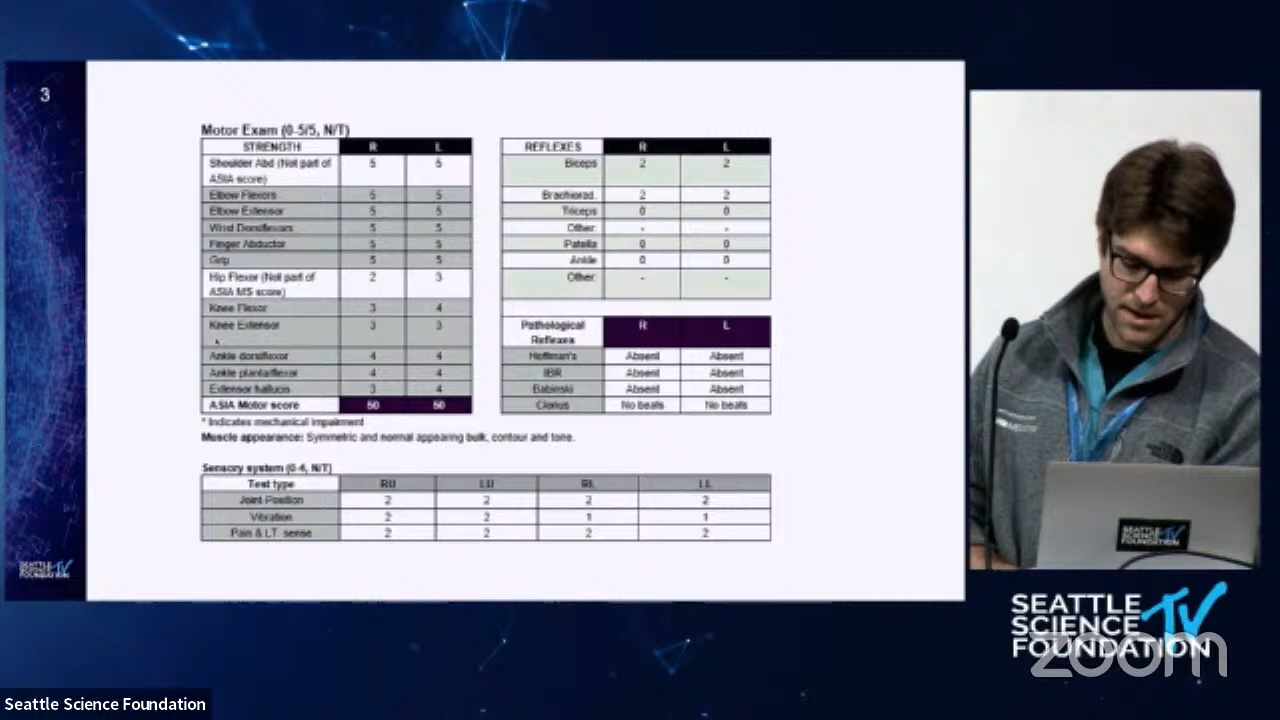 3
Motor Exam (0-5/5, N/T)
STRENGTH R L
Shoulder Abd (Not part of ASIA score) 5 5
Elbow Flexors 5 5
Elbow Extensor 5 5
Wrist Dorsiflexors 5 5
Finger Abductor 5 5
Grip 5 5
Hip Flexor (Not part of ASIA MS score) 2 3
Knee Flexor 3 4
Knee Extensor 3 3
Ankle dorsiflexor 4 4
Ankle plantarflexor 4 4
Extensor hallucis 3 4
ASIA Motor score 50 50
* Indicates mechanical impairment
Muscle appearance: Symmetric and normal appearing bulk, contour and tone.
REFLEXES R L
Biceps 2 2
Brachiorad. 2 2
Triceps 0 0
Other: - -
Patella 0 0
Ankle 0 0
Other: - -
Pathological Reflexes R L
Hoffman's Absent Absent
IBR Absent Absent
Babinski Absent Absent
Clonus No beats No beats
Sensory system (0-4, N/T)
Test type RU LU RL LL
Joint Position 2 2 2 2
Vibration 2 2 1 1
Pain & LT sense 2 2 2 2
SEATTLE SCIENCE FOUNDATION TV
SEATTLE
SCIENCE
FOUNDATION
SEATTLE
SCIENCE TV
FOUNDATION
zoom
Seattle Science Foundation